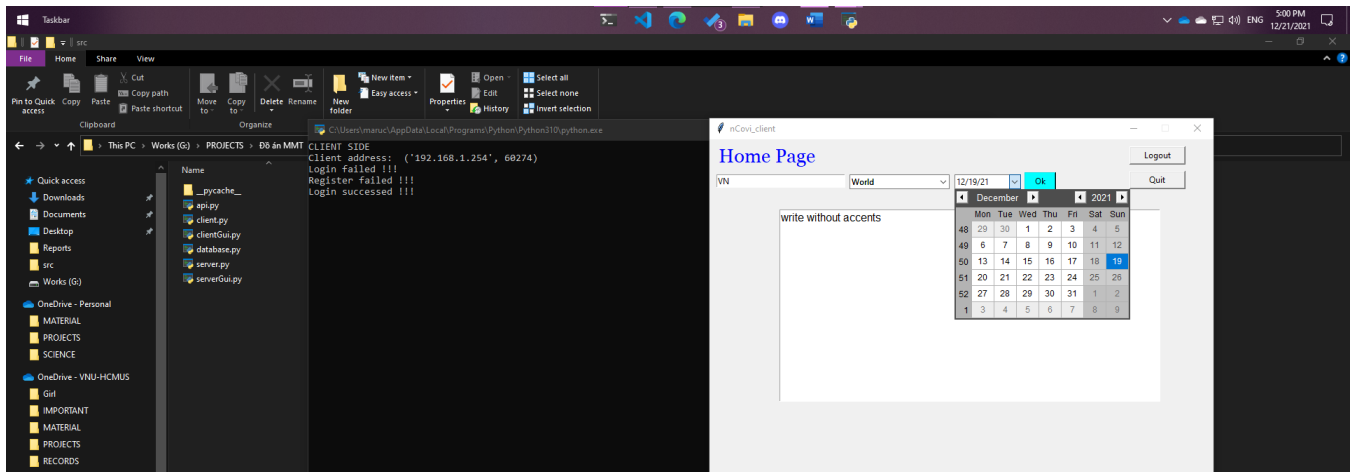 Taskbar
ENG
5:00 PM
12/21/2021
3
src
File Home Share View
Pin to Quick access
Copy
Paste
Cut
Copy path
Paste shortcut
Move to
Copy to
Delete
Rename
New folder
New item
Easy access
Properties
Open
Edit
History
Select all
Select none
Invert selection
Clipboard
Organize
This PC > Works (G:) > PROJECTS > Đồ án MMT
Quick access
Downloads
Documents
Desktop
Reports
src
Works (G:)
OneDrive - Personal
MATERIAL
PROJECTS
SCIENCE
OneDrive - VNU-HCMUS
Girl
IMPORTANT
MATERIAL
PROJECTS
RECORDS
Name
__pycache__
api.py
client.py
clientGui.py
database.py
server.py
serverGui.py
C:\Users\maruc\AppData\Local\Programs\Python\Python310\python.exe
CLIENT SIDE
Client address: ('192.168.1.254', 60274)
Login failed !!!
Register failed !!!
Login successed !!!
nCovi_client
Home Page
Logout
VN
World
12/19/21
Ok
Quit
write without accents
December 2021
Mon Tue Wed Thu Fri Sat Sun
48 29 30 1 2 3 4 5
49 6 7 8 9 10 11 12
50 13 14 15 16 17 18 19
51 20 21 22 23 24 25 26
52 27 28 29 30 31 1 2
1 3 4 5 6 7 8 9